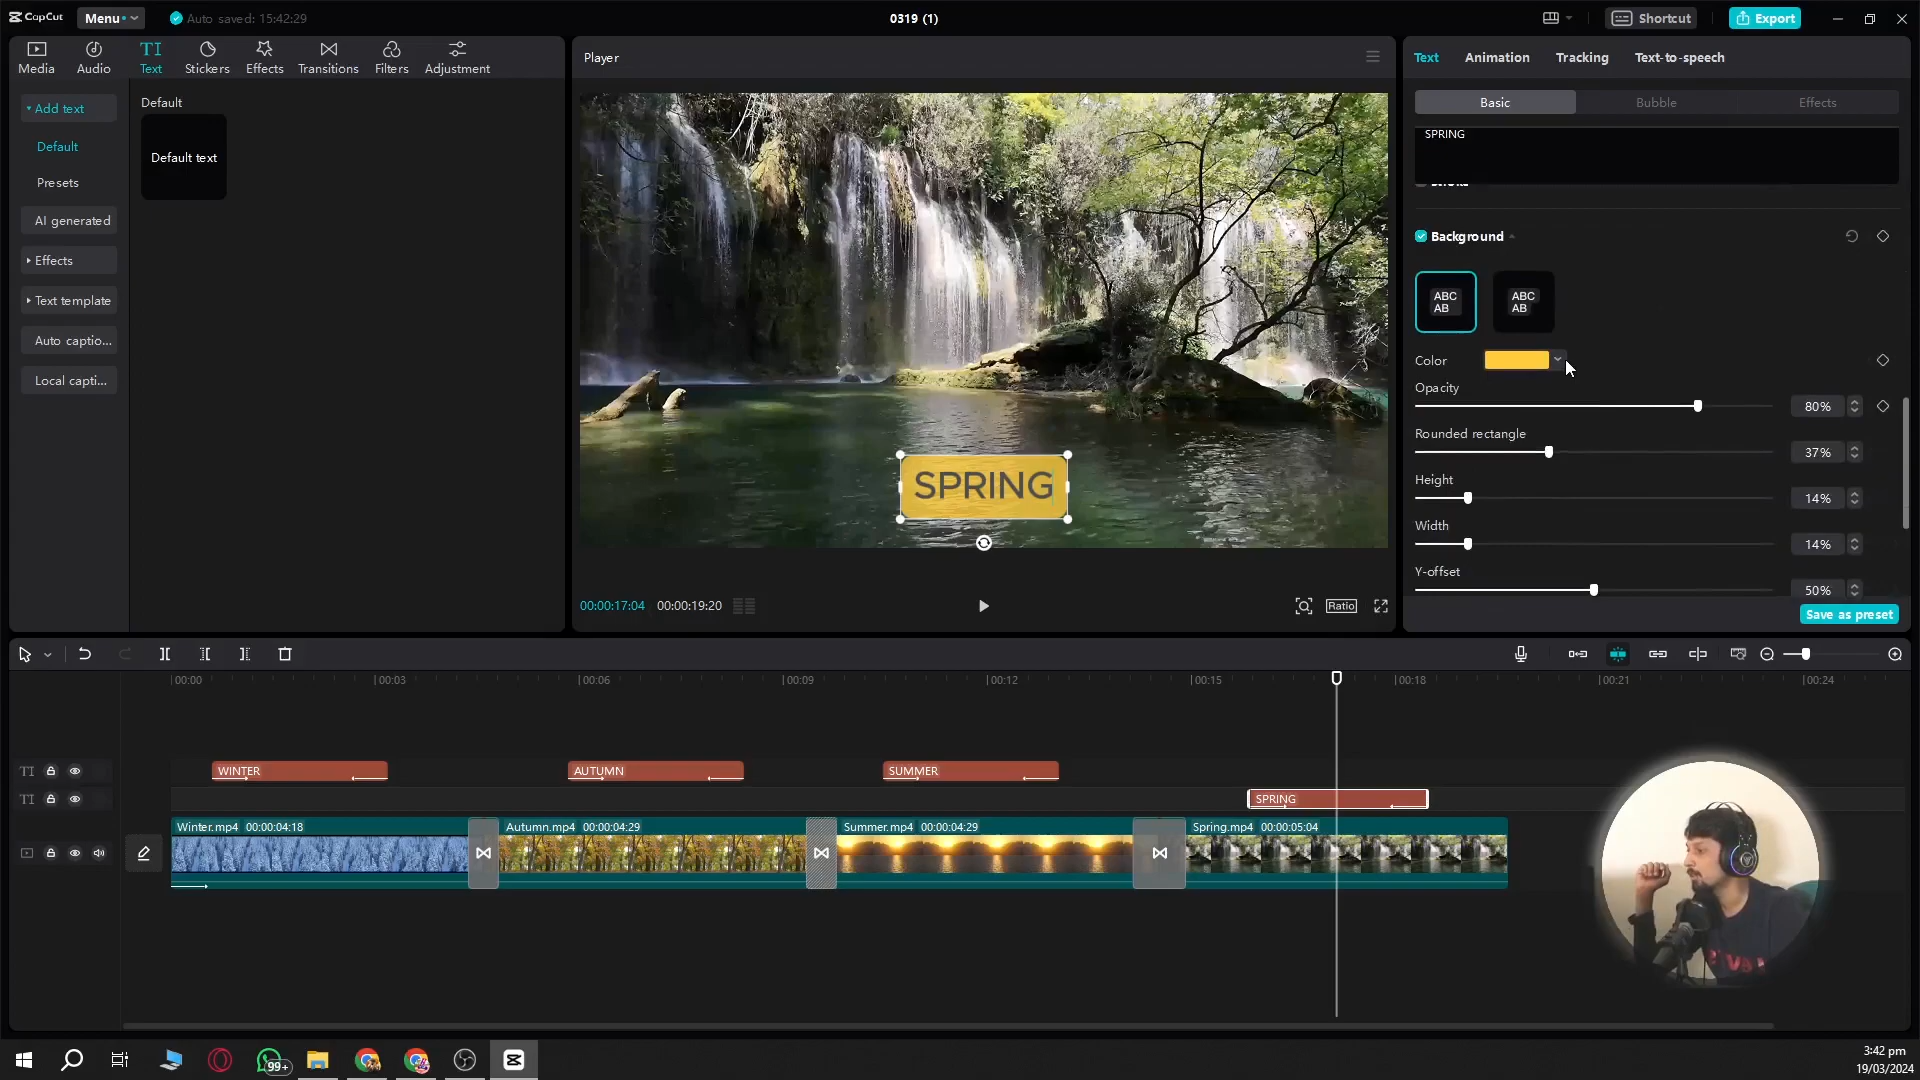 CapCut
Menu
Auto saved: 15:42:29
0319 (1)
Shortcut
Export
Media
Audio
TI
Text
Stickers
Effects
Transitions
Filters
Adjustment
Add text
Default
Presets
AI generated
Effects
Text template
Auto captio...
Local capti...
Default
Default text
Player
SPRING
00:00:17:04
00:00:19:20
Ratio
Text
Animation
Tracking
Text-to-speech
Basic
Bubble
Effects
SPRING
Background
ABC
AB
ABC
AB
Color
Opacity
80%
Rounded rectangle
37%
Height
14%
Width
14%
Y-offset
50%
Save as preset
00:00
00:03
00:06
00:09
00:12
00:15
00:18
00:21
00:24
TI
WINTER
AUTUMN
SUMMER
TI
SPRING
Winter.mp4 00:00:04:18
Autumn.mp4 00:00:04:29
Summer.mp4 00:00:04:29
Spring.mp4 00:00:05:04
99+
3:42 pm
19/03/2024